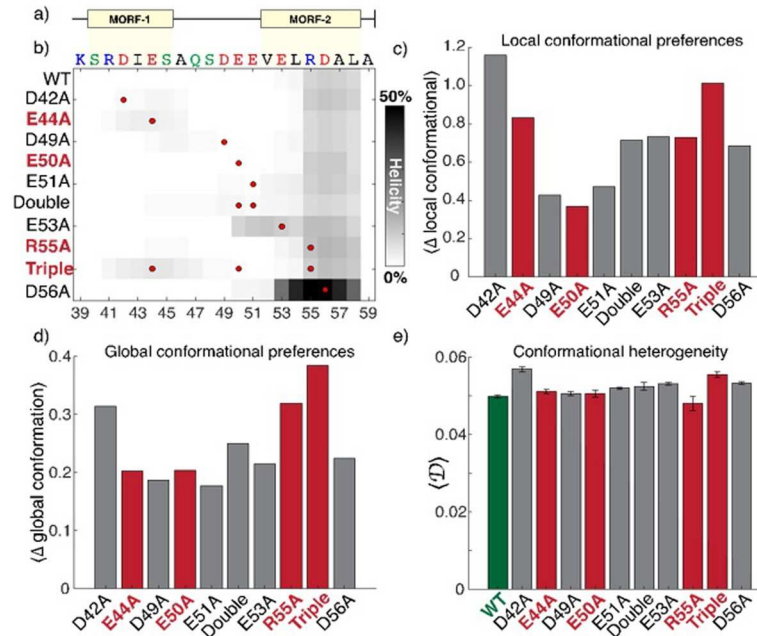 a)
MORF-1 MORF-2
b)
K S R D I E S A Q S D E E V E L R D A L A
WT
D42A
E44A
D49A
E50A
E51A
Double
E53A
R55A
Triple
D56A
50%
Helicity
0%
39 41 43 45 47 49 51 53 55 57 59
c) Local conformational preferences
⟨Δ local conformational⟩
1.2
1.0
0.8
0.6
0.4
0.2
0
D42A E44A D49A E50A E51A Double E53A R55A Triple D56A
d) Global conformational preferences
⟨Δ global conformation⟩
0.4
0.3
0.2
0
D42A E44A D49A E50A E51A Double E53A R55A Triple D56A
e) Conformational heterogeneity
⟨𝒟⟩
0.06
0.04
0.02
0
WT D42A E44A D49A E50A E51A Double E53A R55A Triple D56A